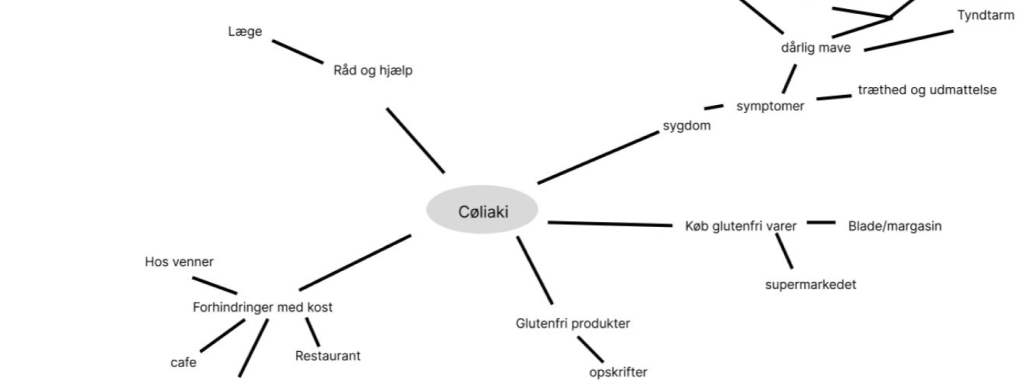 Læge
Råd og hjælp
Tyndtarm
dårlig mave
træthed og udmattelse
symptomer
sygdom
Cøliaki
Køb glutenfri varer
Blade/margasin
supermarkedet
Hos venner
Forhindringer med kost
cafe
Restaurant
Glutenfri produkter
opskrifter